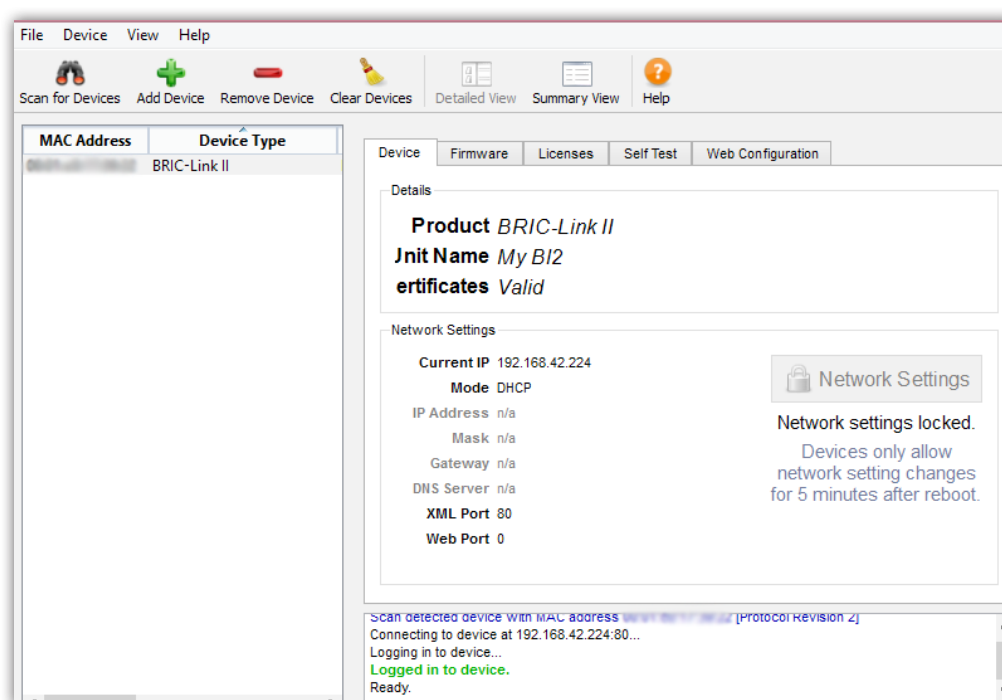 File Device View Help
Scan for Devices Add Device Remove Device Clear Devices Detailed View Summary View Help
MAC Address Device Type
BRIC-Link II
Device Firmware Licenses Self Test Web Configuration
Details
Product BRIC-Link II
Jnit Name My BI2
ertificates Valid
Network Settings
Current IP 192.168.42.224
Mode DHCP
IP Address n/a
Mask n/a
Gateway n/a
DNS Server n/a
XML Port 80
Web Port 0
Network Settings
Network settings locked.
Devices only allow
network setting changes
for 5 minutes after reboot.
Scan detected device with MAC address [Protocol Revision 2]
Connecting to device at 192.168.42.224:80...
Logging in to device...
Logged in to device.
Ready.